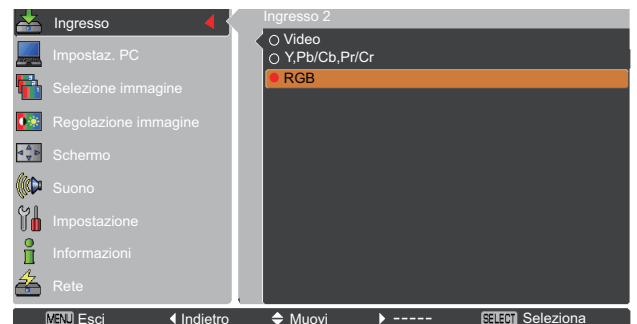 Ingresso
Impostaz. PC
Selezione immagine
Regolazione immagine
Schermo
Suono
Impostazione
Informazioni
Rete
Ingresso 2
Video
Y,Pb/Cb,Pr/Cr
RGB
MENU Esci Indietro Muovi ----- SELECT Seleziona